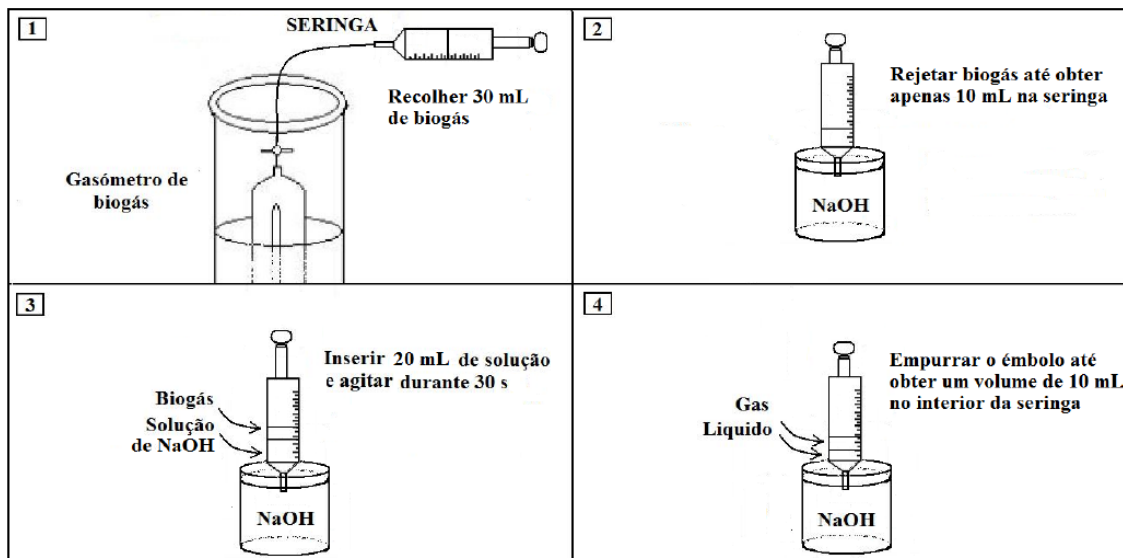 1
SERINGA
Recolher 30 mL
de biogás
Gasómetro de
biogás
2
Rejetar biogás até obter
apenas 10 mL na seringa
NaOH
3
Inserir 20 mL de solução
e agitar durante 30 s
Biogás
Solução
de NaOH
NaOH
4
Empurrar o émbolo até
obter um volume de 10 mL
no interior da seringa
Gas
Liquido
NaOH